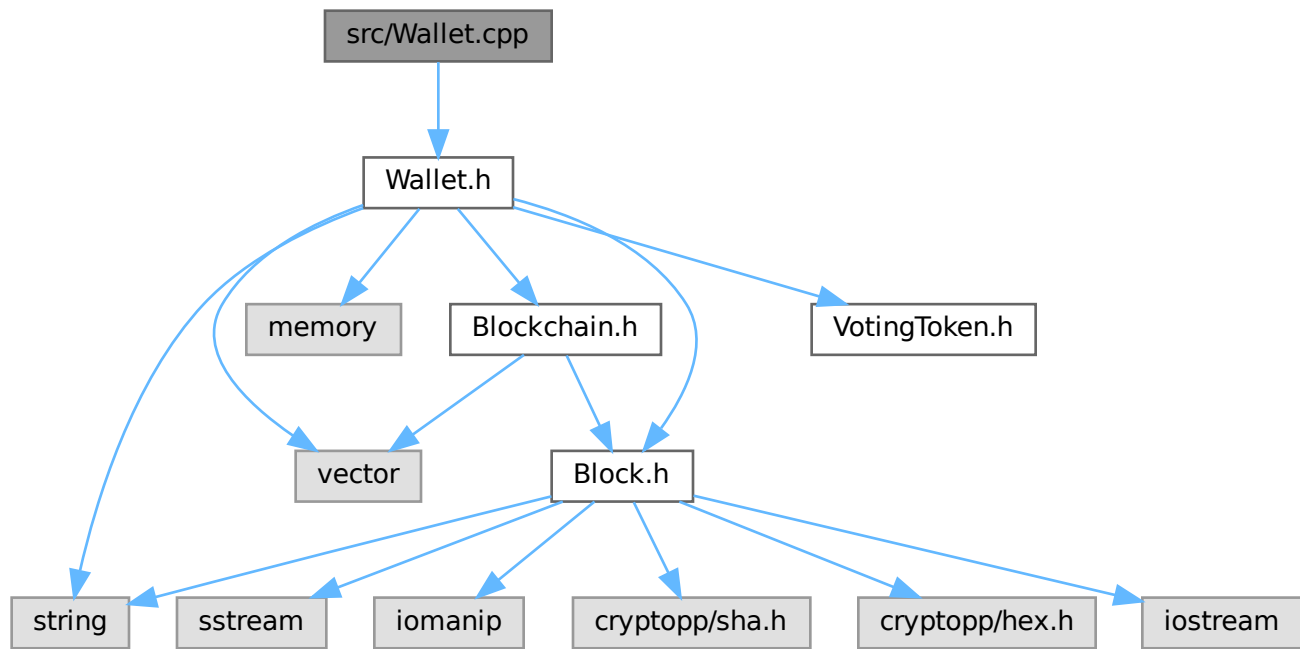 src/Wallet.cpp
Wallet.h
memory
Blockchain.h
VotingToken.h
vector
Block.h
string
sstream
iomanip
cryptopp/sha.h
cryptopp/hex.h
iostream